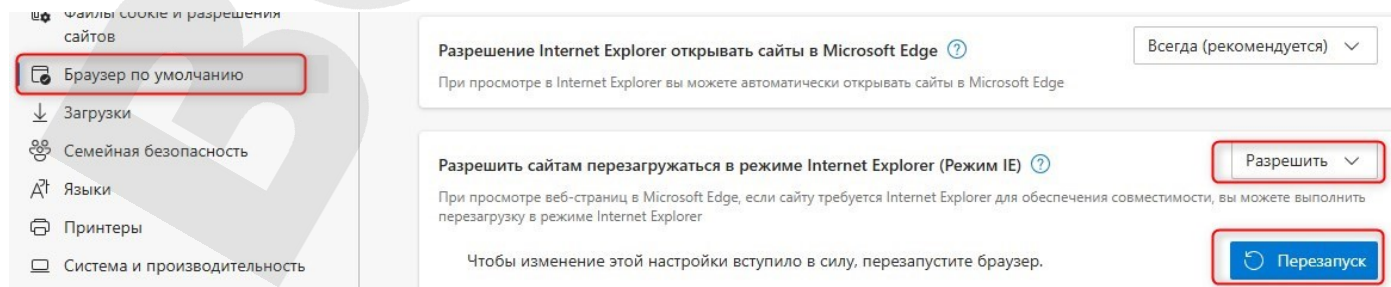 Файлы cookie и разрешения
сайтов
Браузер по умолчанию
Загрузки
Семейная безопасность
Языки
Принтеры
Система и производительность
Разрешение Internet Explorer открывать сайты в Microsoft Edge
Всегда (рекомендуется)
При просмотре в Internet Explorer вы можете автоматически открывать сайты в Microsoft Edge
Разрешить сайтам перезагружаться в режиме Internet Explorer (Режим IE)
Разрешить
При просмотре веб-страниц в Microsoft Edge, если сайту требуется Internet Explorer для обеспечения совместимости, вы можете выполнить
перезагрузку в режиме Internet Explorer
Чтобы изменение этой настройки вступило в силу, перезапустите браузер.
Перезапуск